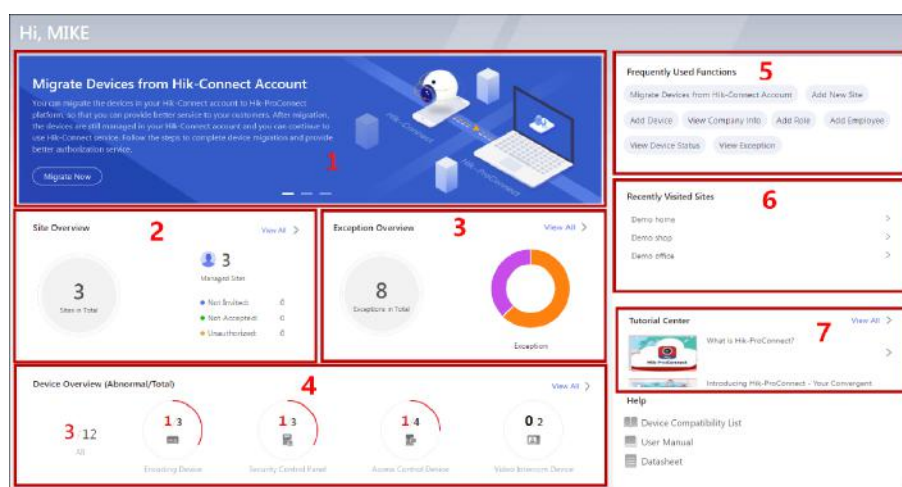 Hi, MIKE
Migrate Devices from Hik-Connect Account
You can migrate the devices in your Hik-Connect account to Hik-ProConnect
platform, so that you can provide better service to your customers. After migration,
the devices are still managed in your Hik-Connect account and you can continue to
use Hik-Connect service. Follow the steps to complete device migration and provide
better authorization service.
Migrate Now
Hik-Connect
Hik-ProConnect
1
Site Overview
2
View All >
3
Sites in Total
3
Managed Sites
Not Invited: 0
Not Accepted: 0
Unauthorized: 0
Exception Overview
3
View All >
8
Exceptions in Total
Exception
Device Overview (Abnormal/Total)
4
View All >
3/12
All
1/3
Encoding Device
1/3
Security Control Panel
1/4
Access Control Device
0/2
Video Intercom Device
Frequently Used Functions
5
Migrate Devices from Hik-Connect Account
Add New Site
Add Device
View Company Info
Add Role
Add Employee
View Device Status
View Exception
Recently Visited Sites
6
Demo home >
Demo shop >
Demo office >
Tutorial Center
7
View All >
Hik-ProConnect
What is Hik-ProConnect?
>
Introducing Hik-ProConnect - Your Convergent
Help
Device Compatibility List
User Manual
Datasheet